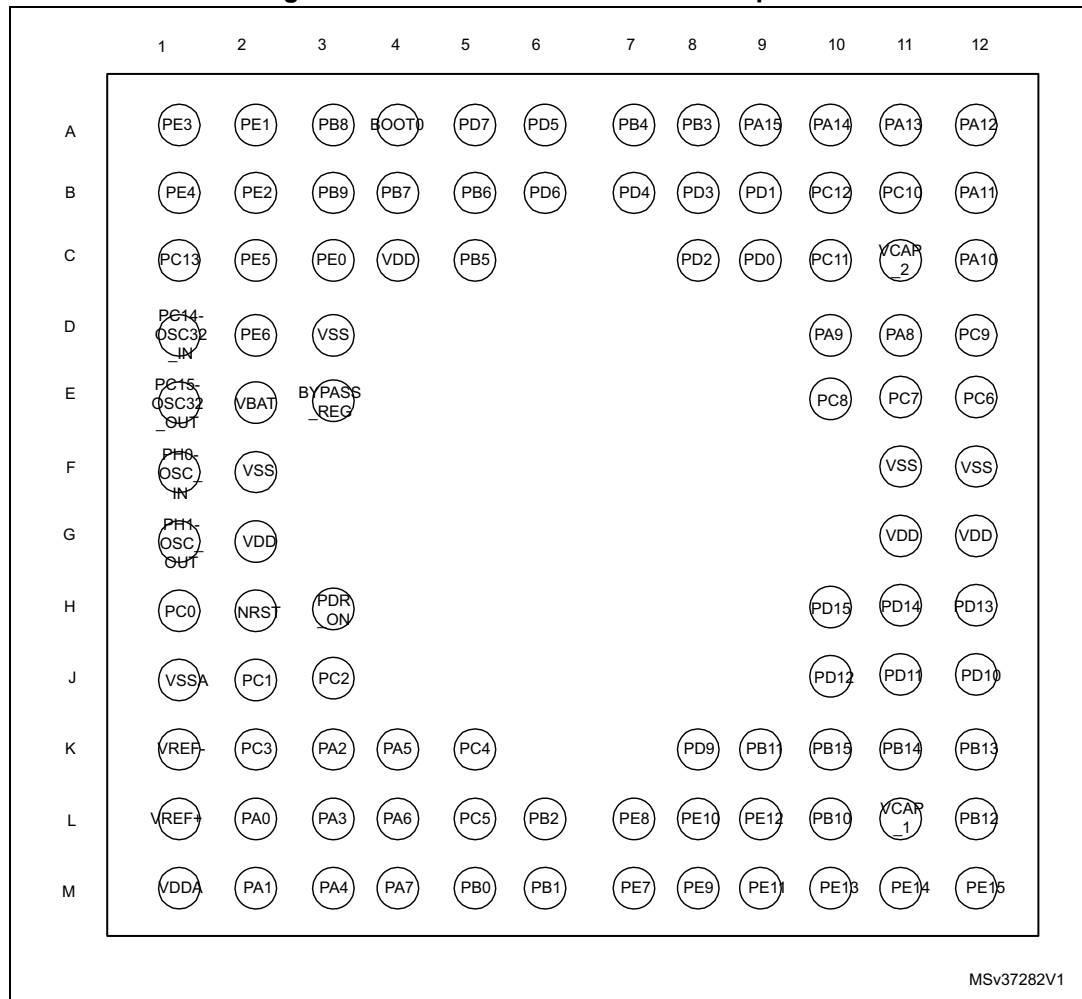 1 2 3 4 5 6 7 8 9 10 11 12
A PE3 PE1 PB8 BOOT0 PD7 PD5 PB4 PB3 PA15 PA14 PA13 PA12
B PE4 PE2 PB9 PB7 PB6 PD6 PD4 PD3 PD1 PC12 PC10 PA11
C PC13 PE5 PE0 VDD PB5 PD2 PD0 PC11 VCAP_2 PA10
D PC14-OSC32_IN PE6 VSS PA9 PA8 PC9
E PC15-OSC32_OUT VBAT BYPASS_REG PC8 PC7 PC6
F PH0-OSC_IN VSS VSS VSS
G PH1-OSC_OUT VDD VDD VDD
H PC0 NRST PDR_ON PD15 PD14 PD13
J VSSA PC1 PC2 PD12 PD11 PD10
K VREF- PC3 PA2 PA5 PC4 PD9 PB11 PB15 PB14 PB13
L VREF+ PA0 PA3 PA6 PC5 PB2 PE8 PE10 PE12 PB10 VCAP_1 PB12
M VDDA PA1 PA4 PA7 PB0 PB1 PE7 PE9 PE11 PE13 PE14 PE15
MSv37282V1